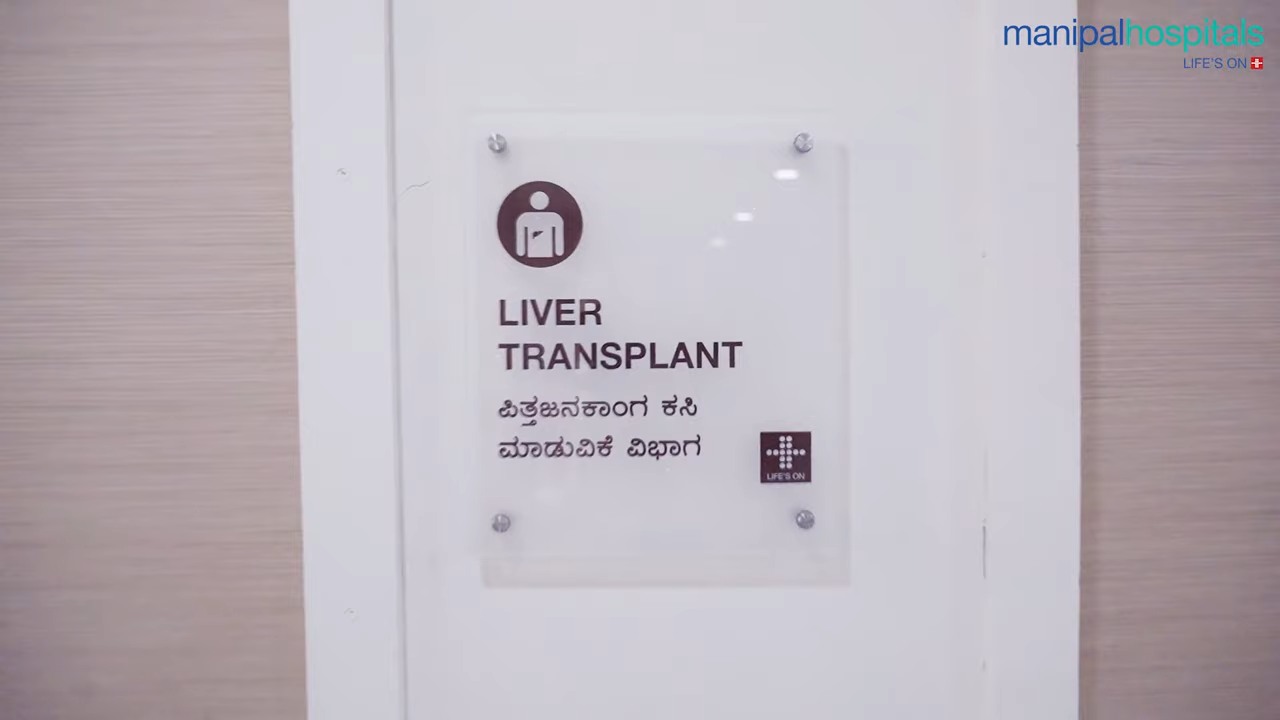 manipalhospitals
LIFE'S ON
LIVER
TRANSPLANT
ಪಿತ್ತಜನಕಾಂಗ ಕಸಿ
ಮಾಡುವಿಕೆ ವಿಭಾಗ
LIFE'S ON